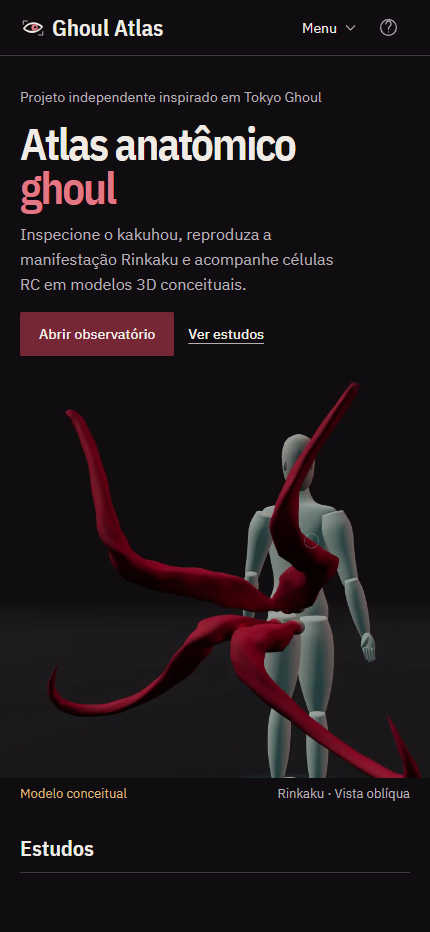 Ghoul Atlas
Menu
Projeto independente inspirado em Tokyo Ghoul
Atlas anatômico
ghoul
Inspecione o kakuhou, reproduza a
manifestação Rinkaku e acompanhe células
RC em modelos 3D conceituais.
Abrir observatório
Ver estudos
Modelo conceitual
Rinkaku · Vista oblíqua
Estudos